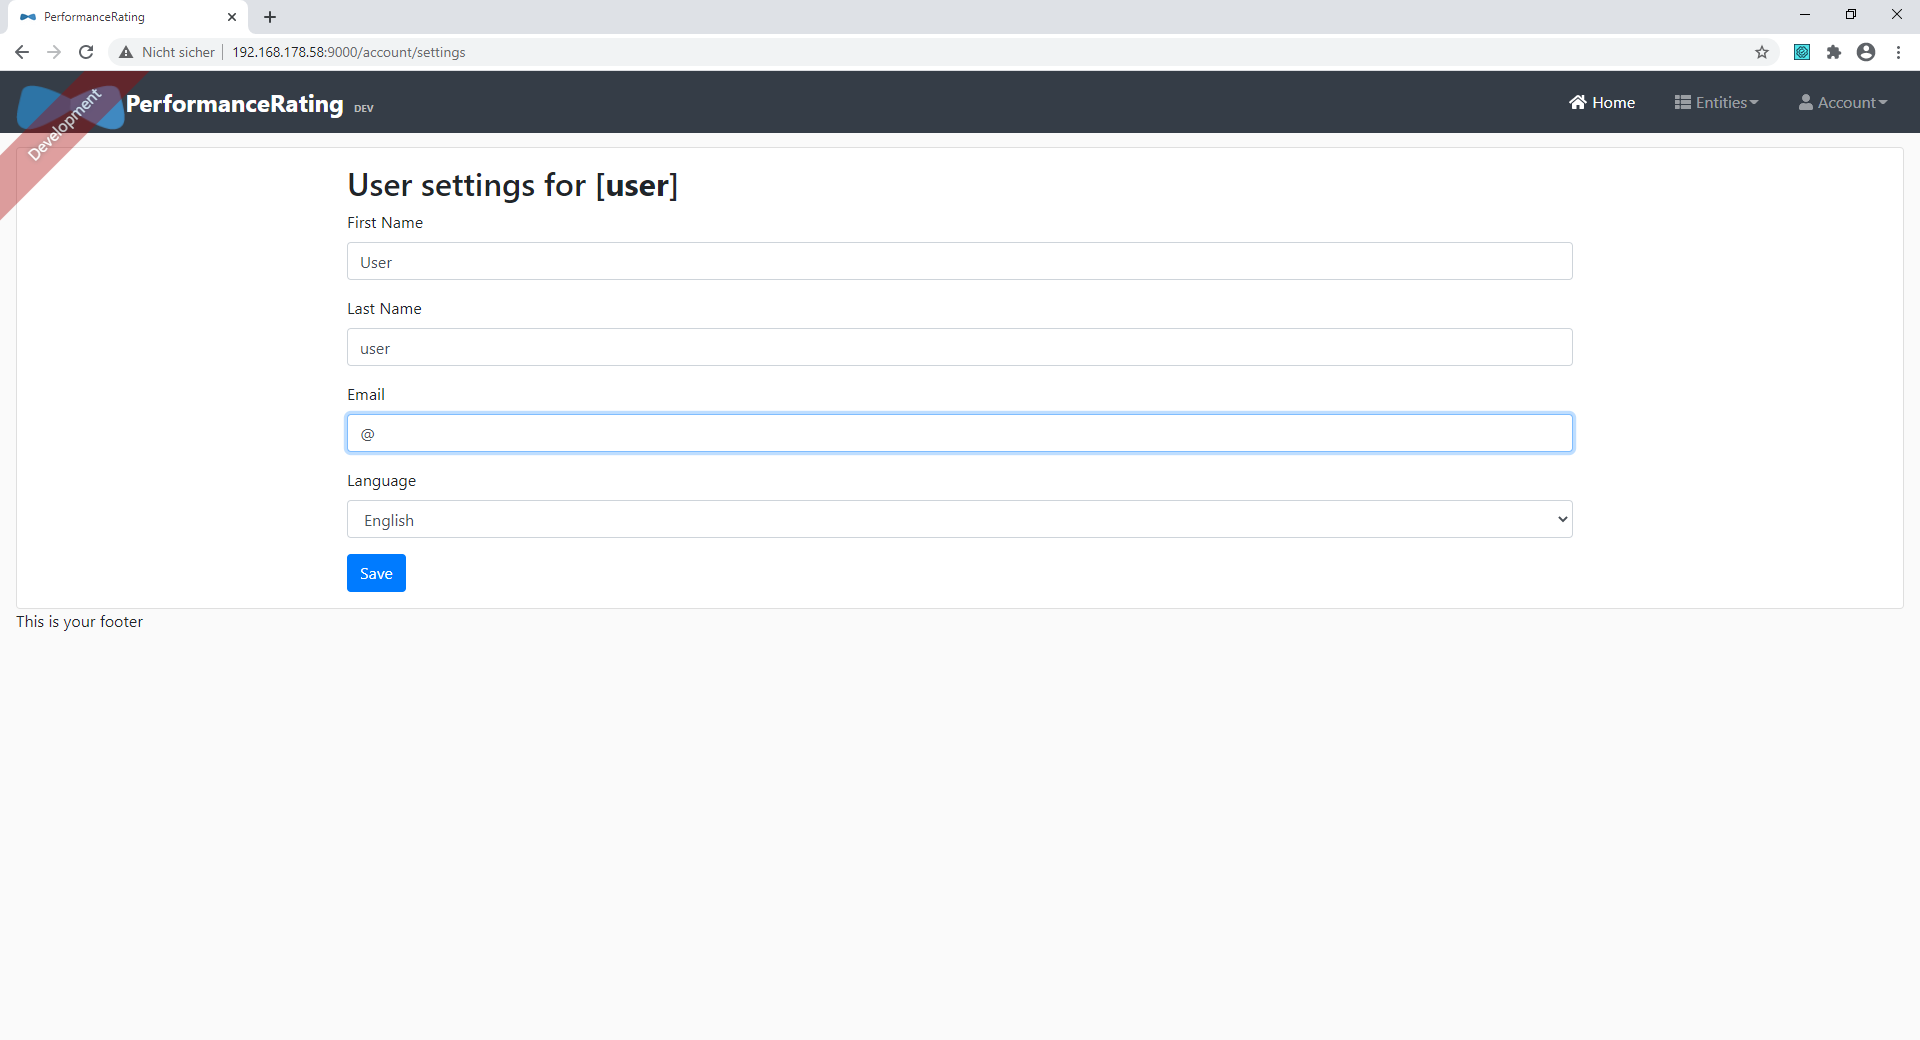 PerformanceRating
Nicht sicher 192.168.178.58:9000/account/settings
Development
PerformanceRating DEV
Home Entities Account
User settings for [user]
First Name
User
Last Name
user
Email
@
Language
English
Save
This is your footer